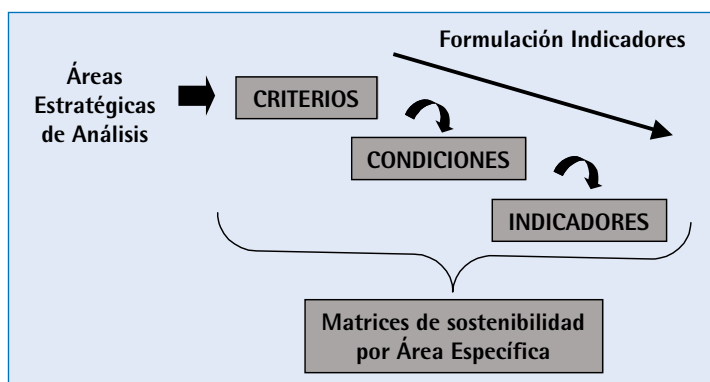 Formulación Indicadores
Áreas
Estratégicas
de Análisis
CRITERIOS
CONDICIONES
INDICADORES
Matrices de sostenibilidad
por Área Específica